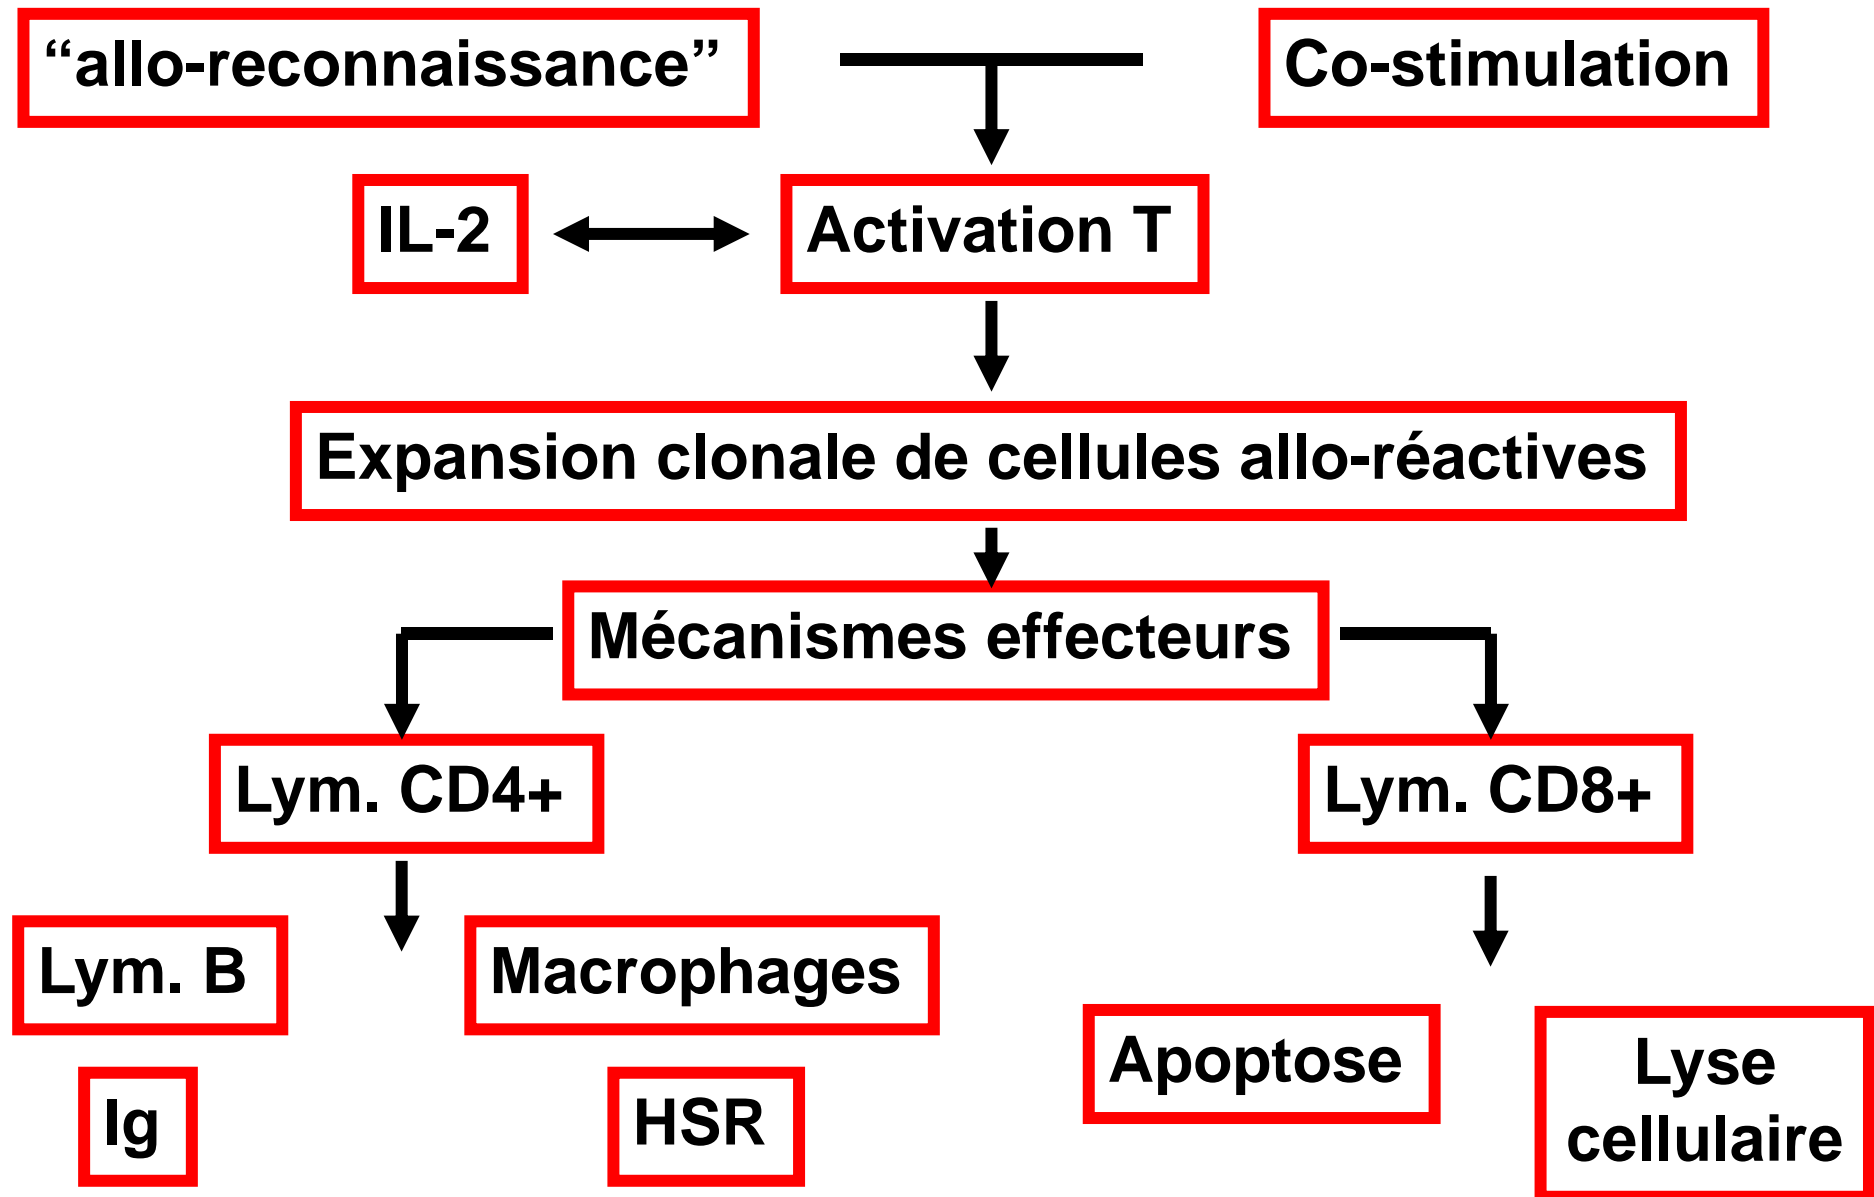 “allo-reconnaissance”
Co-stimulation
IL-2
Activation T
Expansion clonale de cellules allo-réactives
Mécanismes effecteurs
Lym. CD4+
Lym. CD8+
Lym. B
Macrophages
Apoptose
Lyse
cellulaire
Ig
HSR